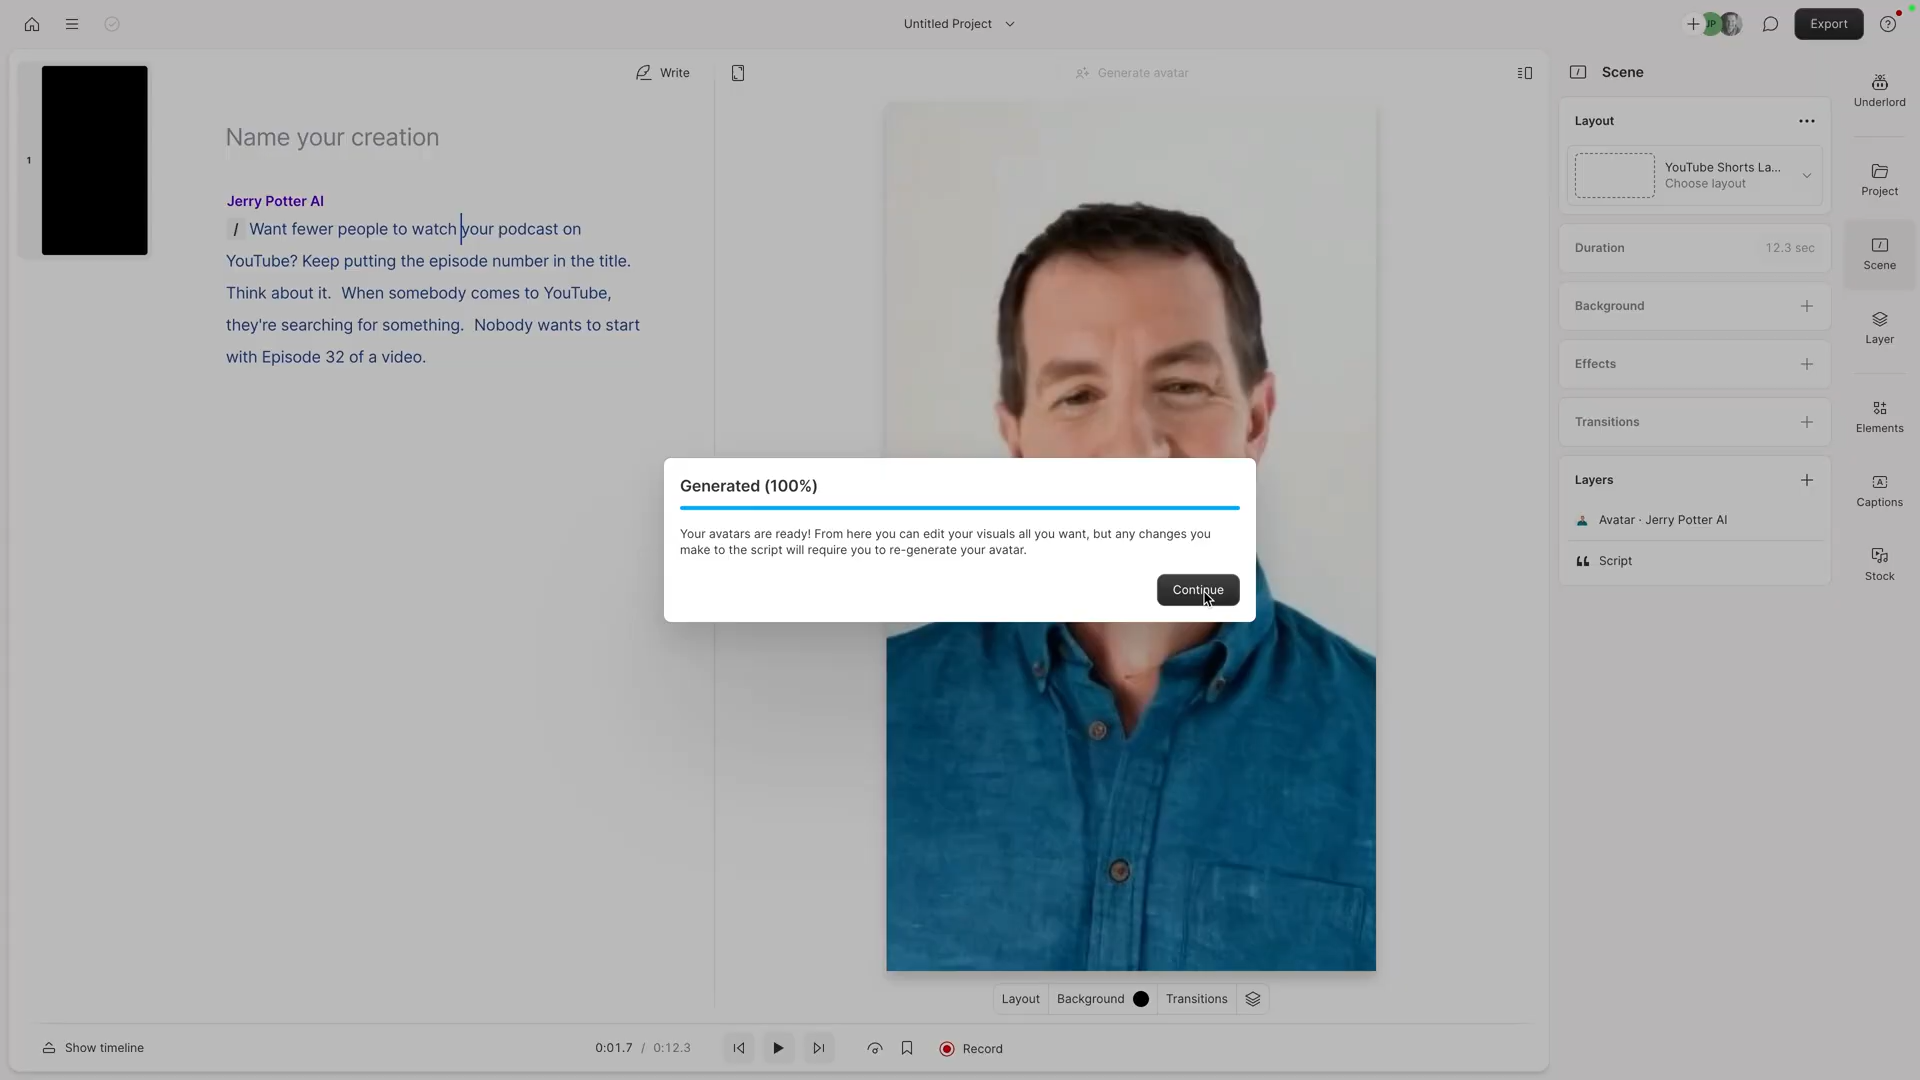 Untitled Project
JP
Export
Write
Generate avatar
Scene
Underlord
Layout
Name your creation
1
YouTube Shorts La...
Choose layout
Project
Jerry Potter AI
/ Want fewer people to watch your podcast on
YouTube? Keep putting the episode number in the title.
Think about it. When somebody comes to YouTube,
they're searching for something. Nobody wants to start
with Episode 32 of a video.
Duration
12.3 sec
Scene
Background
Layer
Effects
Transitions
Elements
Generated (100%)
Your avatars are ready! From here you can edit your visuals all you want, but any changes you
make to the script will require you to re-generate your avatar.
Continue
Layers
Avatar · Jerry Potter AI
Script
Captions
Stock
Layout
Background
Transitions
Show timeline
0:01.7 / 0:12.3
Record